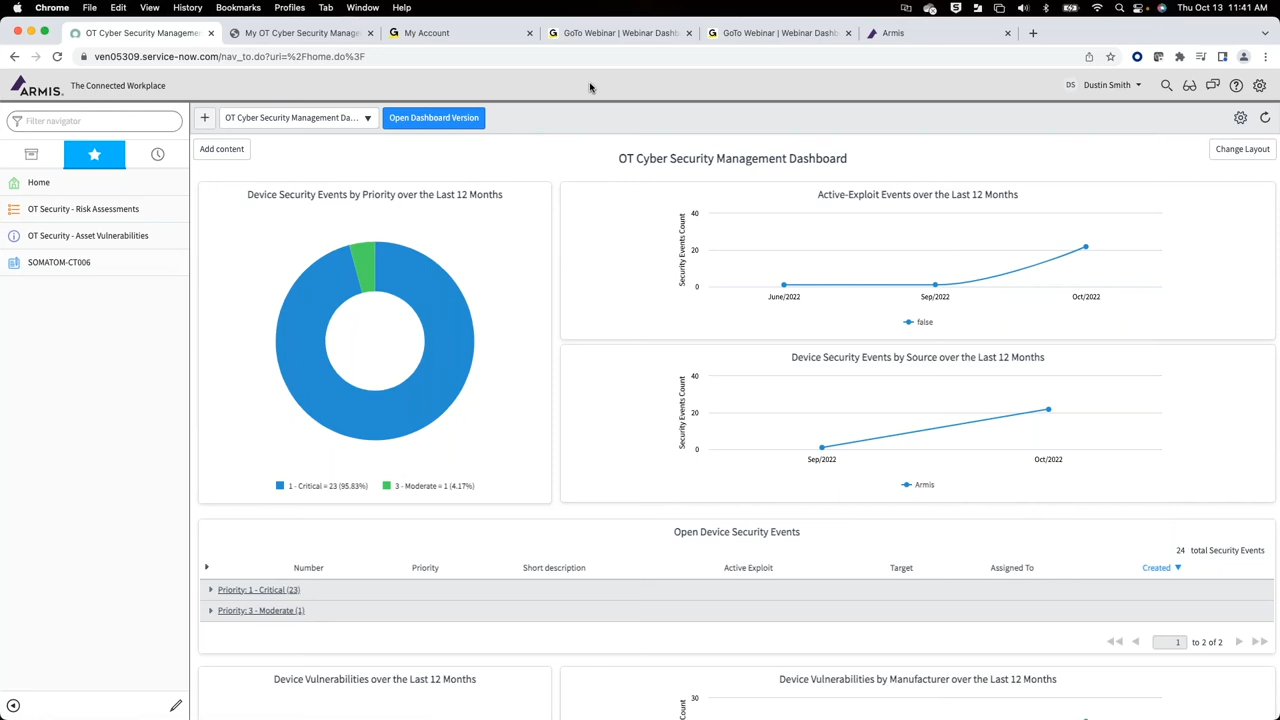 Chrome File Edit View History Bookmarks Profiles Tab Window Help Thu Oct 13 11:41 AM
OT Cyber Security Manageme My OT Cyber Security Manage My Account GoTo Webinar | Webinar Dashb GoTo Webinar | Webinar Dashb Armis
ven05309.service-now.com/nav_to.do?uri=%2Fhome.do%3F
ARMIS. The Connected Workplace DS Dustin Smith
Filter navigator
OT Cyber Security Management Da... Open Dashboard Version
Add content
OT Cyber Security Management Dashboard
Change Layout
Home
OT Security - Risk Assessments
OT Security - Asset Vulnerabilities
SOMATOM-CT006
Device Security Events by Priority over the Last 12 Months
1 - Critical = 23 (95.83%) 3 - Moderate = 1 (4.17%)
Active-Exploit Events over the Last 12 Months
Security Events Count
40
20
0
June/2022 Sep/2022 Oct/2022
false
Device Security Events by Source over the Last 12 Months
Security Events Count
40
20
0
Sep/2022 Oct/2022
Armis
Open Device Security Events
24 total Security Events
Number Priority Short description Active Exploit Target Assigned To Created
Priority: 1 - Critical (23)
Priority: 3 - Moderate (1)
1 to 2 of 2
Device Vulnerabilities over the Last 12 Months
Device Vulnerabilities by Manufacturer over the Last 12 Months
30
Count